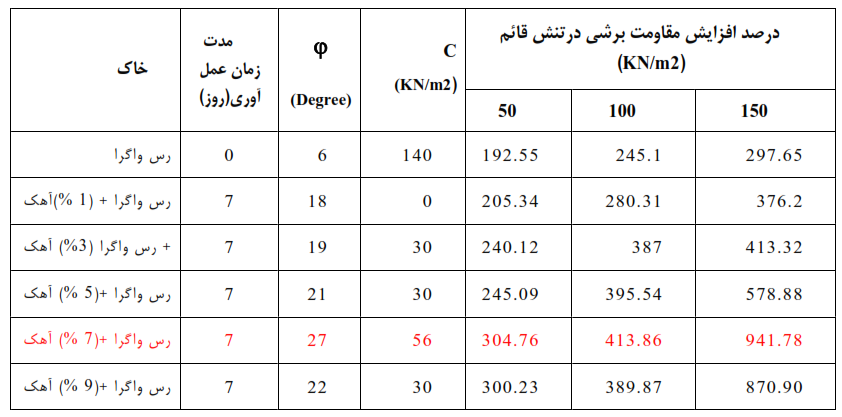 خاک	مدت زمان عمل آوری(روز)	φ (Degree)	C (KN/m2)	درصد افزایش مقاومت برشی درتنش قائم (KN/m2)
50	100	150
رس واگرا	0	6	140	192.55	245.1	297.65
رس واگرا + (1 %)آهک	7	18	0	205.34	280.31	376.2
+ رس واگرا (3%) آهک	7	19	30	240.12	387	413.32
رس واگرا +(5 %) آهک	7	21	30	245.09	395.54	578.88
رس واگرا +(7 %) آهک	7	27	56	304.76	413.86	941.78
رس واگرا +(9 %) آهک	7	22	30	300.23	389.87	870.90